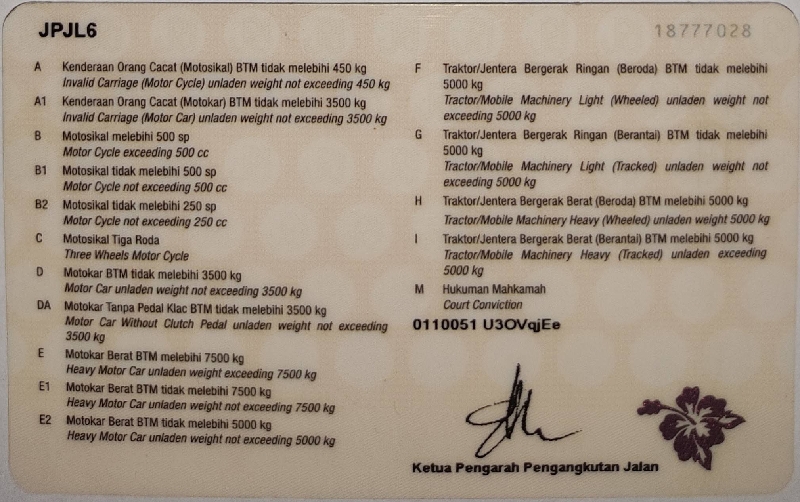 JPJL6
18777028
A Kenderaan Orang Cacat (Motosikal) BTM tidak melebihi 450 kg
Invalid Carriage (Motor Cycle) unladen weight not exceeding 450 kg
A1 Kenderaan Orang Cacat (Motokar) BTM tidak melebihi 3500 kg
Invalid Carriage (Motor Car) unladen weight not exceeding 3500 kg
B Motosikal melebihi 500 sp
Motor Cycle exceeding 500 cc
B1 Motosikal tidak melebihi 500 sp
Motor Cycle not exceeding 500 cc
B2 Motosikal tidak melebihi 250 sp
Motor Cycle not exceeding 250 cc
C Motosikal Tiga Roda
Three Wheels Motor Cycle
D Motokar BTM tidak melebihi 3500 kg
Motor Car unladen weight not exceeding 3500 kg
DA Motokar Tanpa Pedal Klac BTM tidak melebihi 3500 kg
Motor Car Without Clutch Pedal unladen weight not exceeding
3500 kg
E Motokar Berat BTM melebihi 7500 kg
Heavy Motor Car unladen weight exceeding 7500 kg
E1 Motokar Berat BTM tidak melebihi 7500 kg
Heavy Motor Car unladen weight not exceeding 7500 kg
E2 Motokar Berat BTM tidak melebihi 5000 kg
Heavy Motor Car unladen weight not exceeding 5000 kg
F Traktor/Jentera Bergerak Ringan (Beroda) BTM tidak melebihi
5000 kg
Tractor/Mobile Machinery Light (Wheeled) unladen weight not
exceeding 5000 kg
G Traktor/Jentera Bergerak Ringan (Berantai) BTM tidak melebihi
5000 kg
Tractor/Mobile Machinery Light (Tracked) unladen weight not
exceeding 5000 kg
H Traktor/Jentera Bergerak Berat (Beroda) BTM melebihi 5000 kg
Tractor/Mobile Machinery Heavy (Wheeled) unladen weight 5000 kg
I Traktor/Jentera Bergerak Berat (Berantai) BTM melebihi 5000 kg
Tractor/Mobile Machinery Heavy (Tracked) unladen exceeding
5000 kg
M Hukuman Mahkamah
Court Conviction
0110051 U3OVqjEe
Ketua Pengarah Pengangkutan Jalan